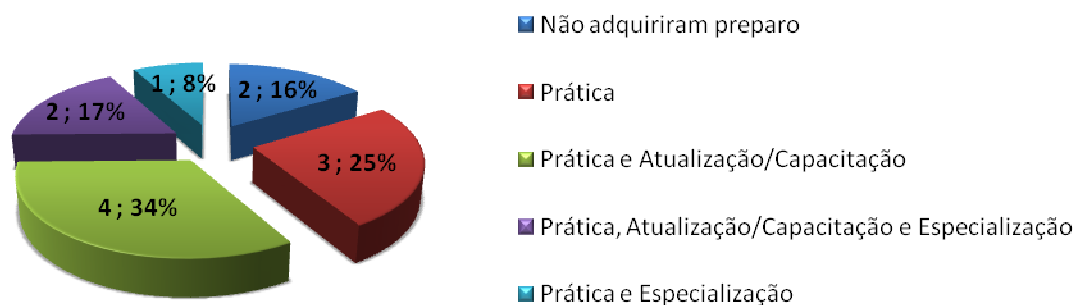 1 ; 8%
2 ; 16%
2 ; 17%
3 ; 25%
4 ; 34%
Não adquiriram preparo
Prática
Prática e Atualização/Capacitação
Prática, Atualização/Capacitação e Especialização
Prática e Especialização